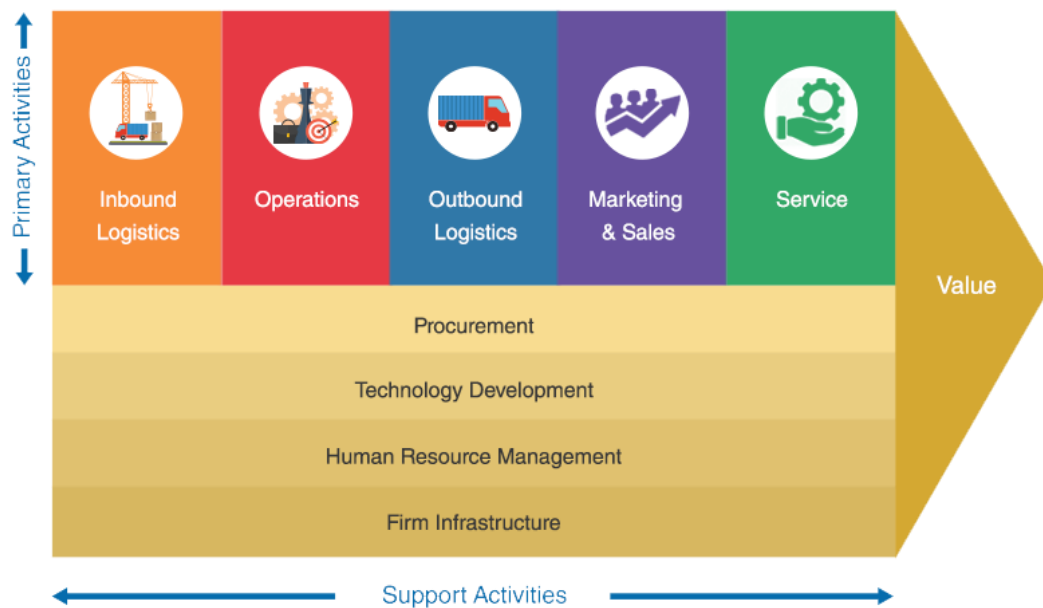 Primary Activities
Inbound
Logistics
Operations
Outbound
Logistics
Marketing
& Sales
Service
Value
Procurement
Technology Development
Human Resource Management
Firm Infrastructure
Support Activities